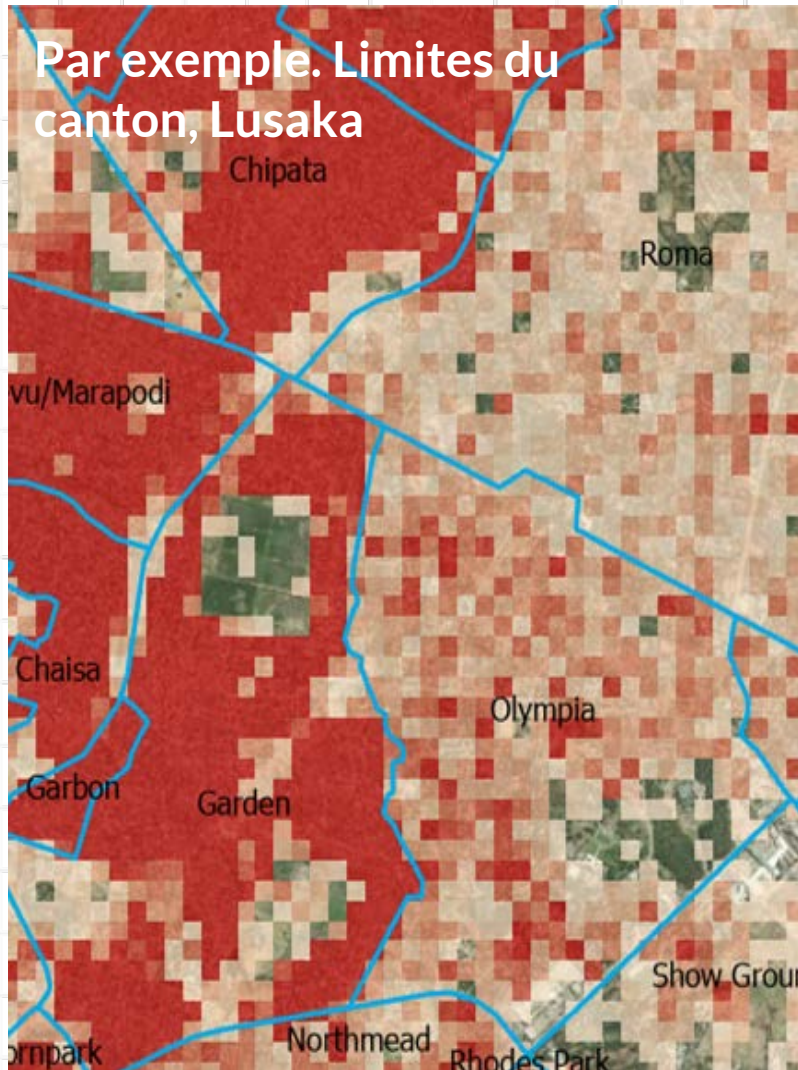 Par exemple. Limites du
canton, Lusaka
Chipata
Roma
vu/Marapodi
Chaisa
Olympia
Garbon
Garden
Show Grour
Northmead
ornpark
Rhodes Park